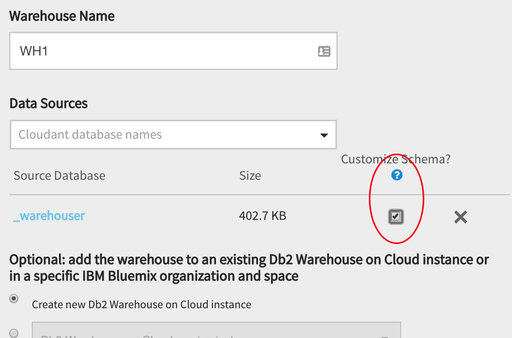 Warehouse Name
WH1
Data Sources
Cloudant database names
Customize Schema?
Source Database Size ?
_warehouser 402.7 KB
Optional: add the warehouse to an existing Db2 Warehouse on Cloud instance or
in a specific IBM Bluemix organization and space
Create new Db2 Warehouse on Cloud instance